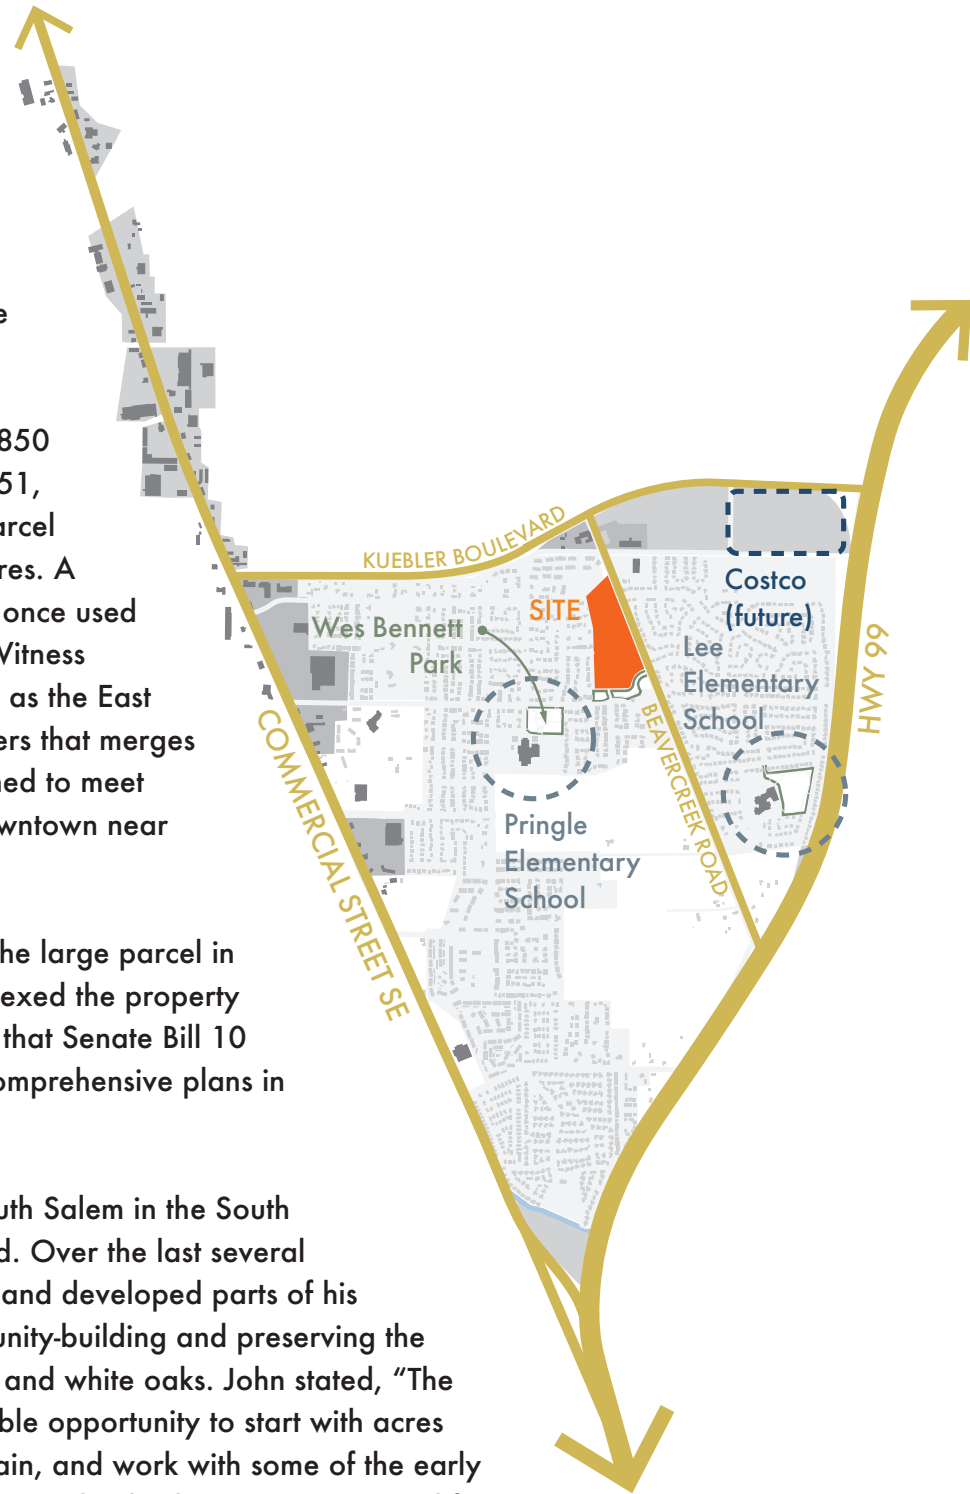 e
850
51,
arcel
res. A
once used
Witness
as the East
ers that merges
ned to meet
owntown near
he large parcel in
exed the property
that Senate Bill 10
omprehensive plans in
uth Salem in the South
d. Over the last several
and developed parts of his
unity-building and preserving the
and white oaks. John stated, “The
ble opportunity to start with acres
ain, and work with some of the early
KUEBLER BOULEVARD
SITE
Wes Bennett
Park
Costco
(future)
Lee
Elementary
School
HWY 99
BEAVERCREEK ROAD
COMMERCIAL STREET SE
Pringle
Elementary
School